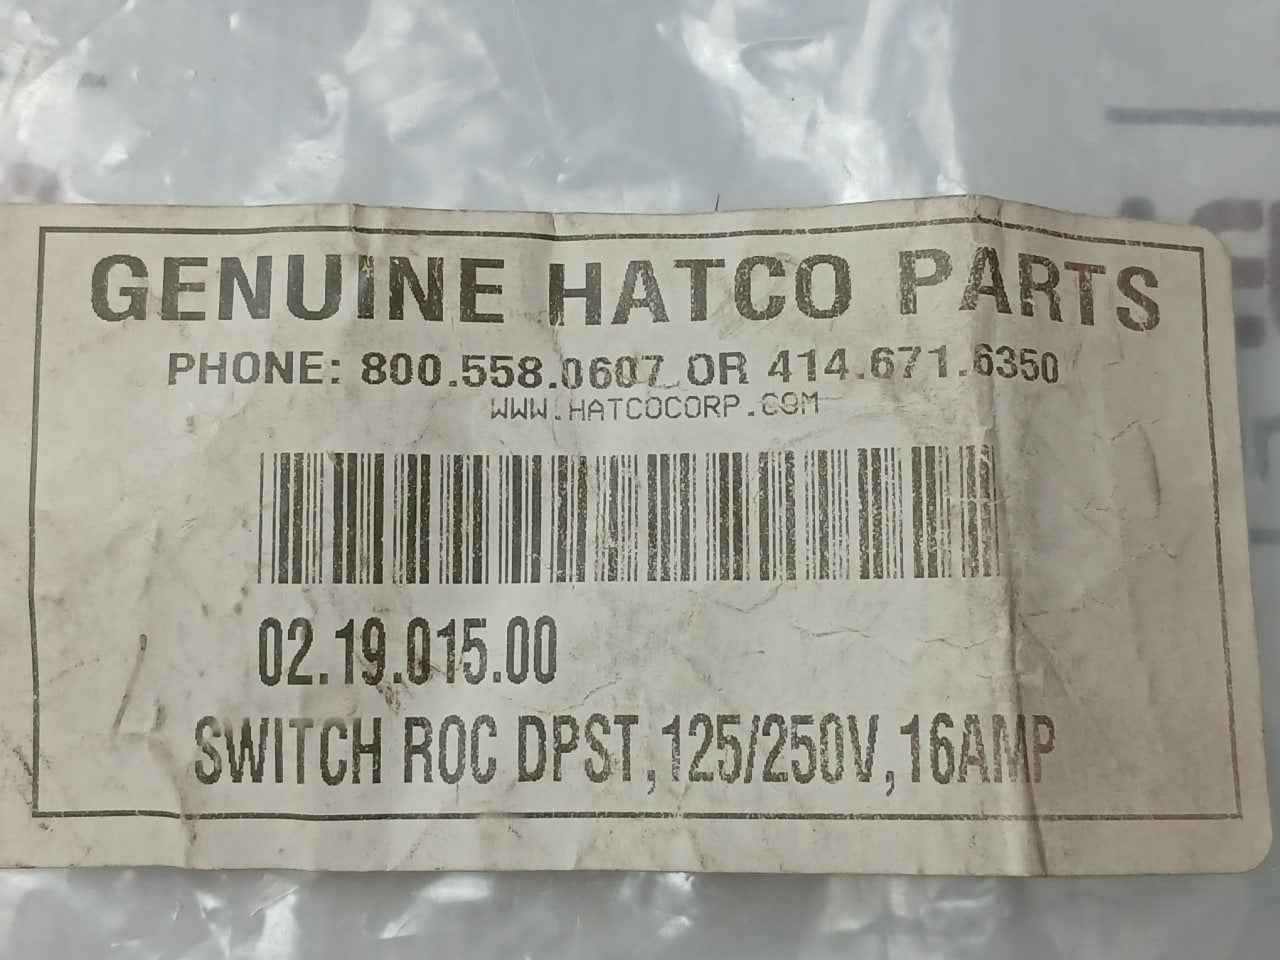 GENUINE HATCO PARTS
PHONE: 800.558.0607 OR 414.671.6350
WWW.HATCOCORP.COM
02.19.015.00
SWITCH ROC DPST,125/250V,16AMP